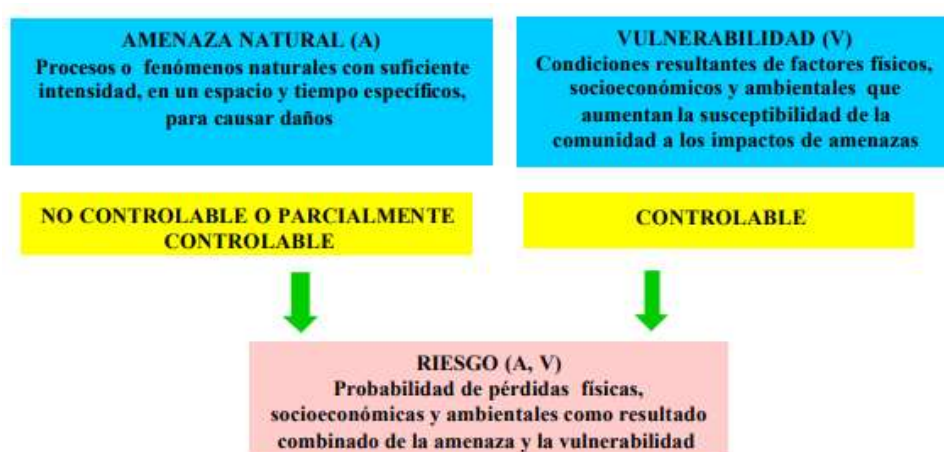 AMENAZA NATURAL (A)
Procesos o fenómenos naturales con suficiente
intensidad, en un espacio y tiempo específicos,
para causar daños
VULNERABILIDAD (V)
Condiciones resultantes de factores físicos,
socioeconómicos y ambientales que
aumentan la susceptibilidad de la
comunidad a los impactos de amenazas
NO CONTROLABLE O PARCIALMENTE
CONTROLABLE
CONTROLABLE
RIESGO (A, V)
Probabilidad de pérdidas físicas,
socioeconómicas y ambientales como resultado
combinado de la amenaza y la vulnerabilidad